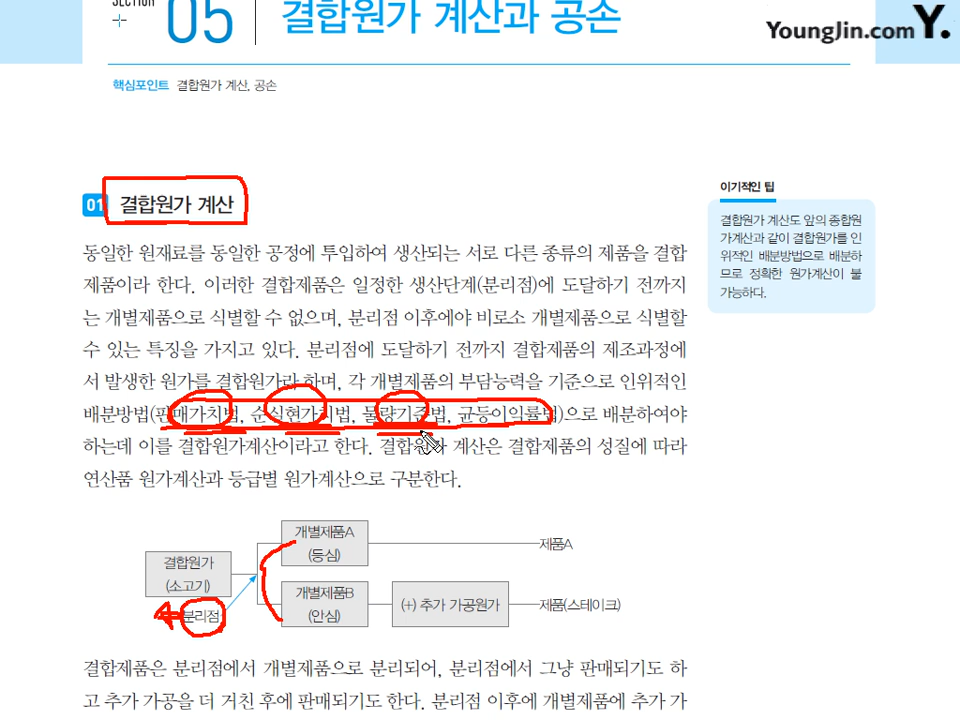 SECTION
05
결합원가 계산과 공손
YoungJin.com Y.
핵심포인트 결합원가 계산, 공손
01 결합원가 계산
동일한 원재료를 동일한 공정에 투입하여 생산되는 서로 다른 종류의 제품을 결합
제품이라 한다. 이러한 결합제품은 일정한 생산단계(분리점)에 도달하기 전까지
는 개별제품으로 식별할 수 없으며, 분리점 이후에야 비로소 개별제품으로 식별할
수 있는 특징을 가지고 있다. 분리점에 도달하기 전까지 결합제품의 제조과정에
서 발생한 원가를 결합원가라 하며, 각 개별제품의 부담능력을 기준으로 인위적인
배분방법(판매가치법, 순실현가치법, 물량기준법, 균등이익률법)으로 배분하여야
하는데 이를 결합원가계산이라고 한다. 결합원가 계산은 결합제품의 성질에 따라
연산품 원가계산과 등급별 원가계산으로 구분한다.
이기적인 팁
결합원가 계산도 앞의 종합원
가계산과 같이 결합원가를 인
위적인 배분방법으로 배분하
므로 정확한 원가계산이 불
가능하다.
결합원가
(소고기)
분리점
개별제품A
(등심)
제품A
개별제품B
(안심)
(+) 추가 가공원가
제품(스테이크)
결합제품은 분리점에서 개별제품으로 분리되어, 분리점에서 그냥 판매되기도 하
고 추가 가공을 더 거친 후에 판매되기도 한다. 분리점 이후에 개별제품에 추가 가